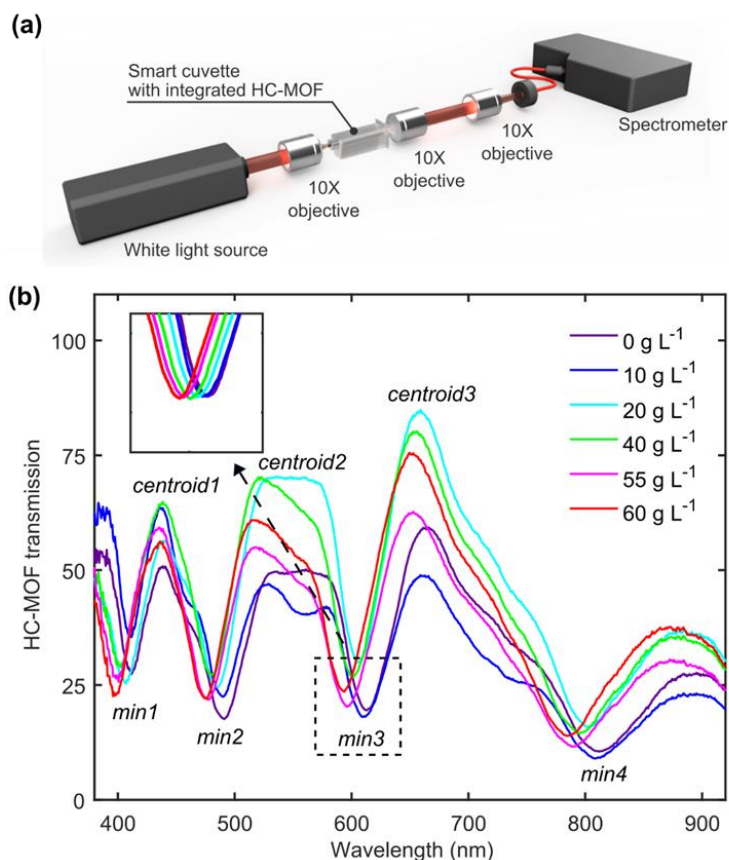 (a)
Smart cuvette
with integrated HC-MOF
10X
objective
10X
objective
10X
objective
Spectrometer
White light source
(b)
HC-MOF transmission
100
75
50
25
0
0 g L⁻¹
10 g L⁻¹
20 g L⁻¹
40 g L⁻¹
55 g L⁻¹
60 g L⁻¹
centroid1
centroid2
centroid3
min1
min2
min3
min4
400
500
600
700
800
900
Wavelength (nm)